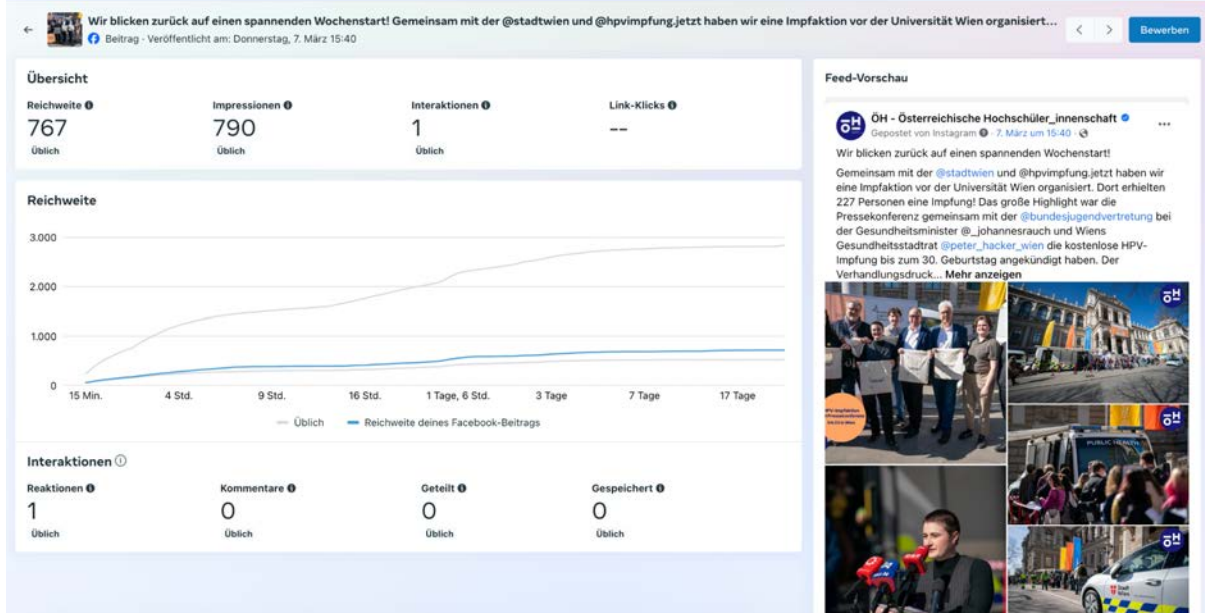 Wir blicken zurück auf einen spannenden Wochenstart! Gemeinsam mit der @stadtwien und @hpvimpfung.jetzt haben wir eine Impfaktion vor der Universität Wien organisiert...
Beitrag · Veröffentlicht am: Donnerstag, 7. März 15:40
Bewerben
Übersicht
Reichweite
Impressionen
Interaktionen
Link-Klicks
767
790
1
--
Üblich
Üblich
Üblich
Reichweite
3.000
2.000
1.000
0
15 Min.
4 Std.
9 Std.
16 Std.
1 Tage, 6 Std.
3 Tage
7 Tage
17 Tage
Üblich
Reichweite deines Facebook-Beitrags
Interaktionen
Reaktionen
Kommentare
Geteilt
Gespeichert
1
0
0
0
Üblich
Üblich
Üblich
Üblich
Feed-Vorschau
ÖH - Österreichische Hochschüler_innenschaft
Gepostet von Instagram · 7. März um 15:40 ·
Wir blicken zurück auf einen spannenden Wochenstart!
Gemeinsam mit der @stadtwien und @hpvimpfung.jetzt haben wir
eine Impfaktion vor der Universität Wien organisiert. Dort erhielten
227 Personen eine Impfung! Das große Highlight war die
Pressekonferenz gemeinsam mit der @bundesjugendvertretung bei
der Gesundheitsminister @_johannesrauch und Wiens
Gesundheitsstadtrat @peter_hacker_wien die kostenlose HPV-
Impfung bis zum 30. Geburtstag angekündigt haben. Der
Verhandlungsdruck... Mehr anzeigen
ÖH
ÖH
PUBLIC HEALTH
ÖH
ÖH
Stadt
Wien